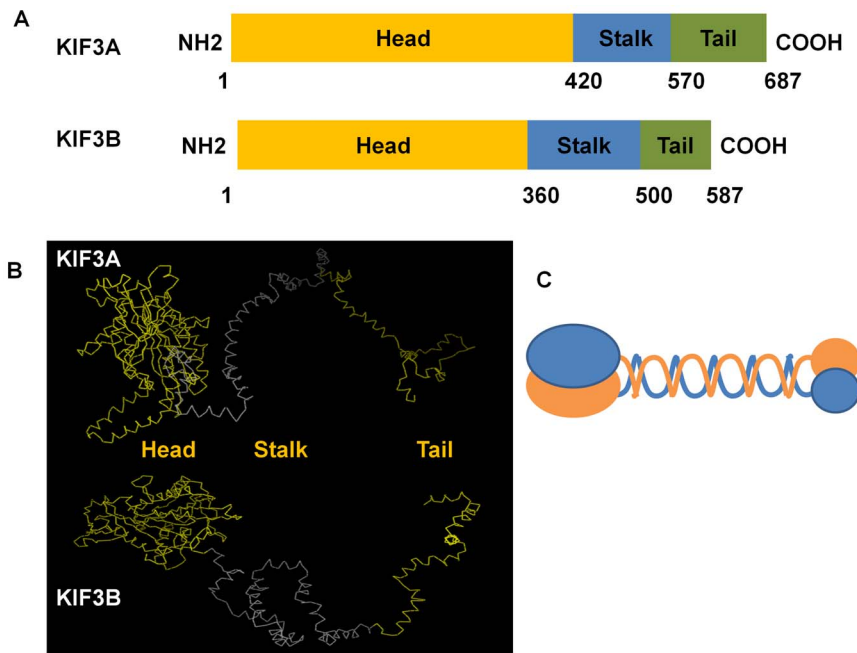 A
KIF3A
NH2 Head Stalk Tail COOH
1 420 570 687
KIF3B
NH2 Head Stalk Tail COOH
1 360 500 587
B
KIF3A
C
Head Stalk Tail
KIF3B